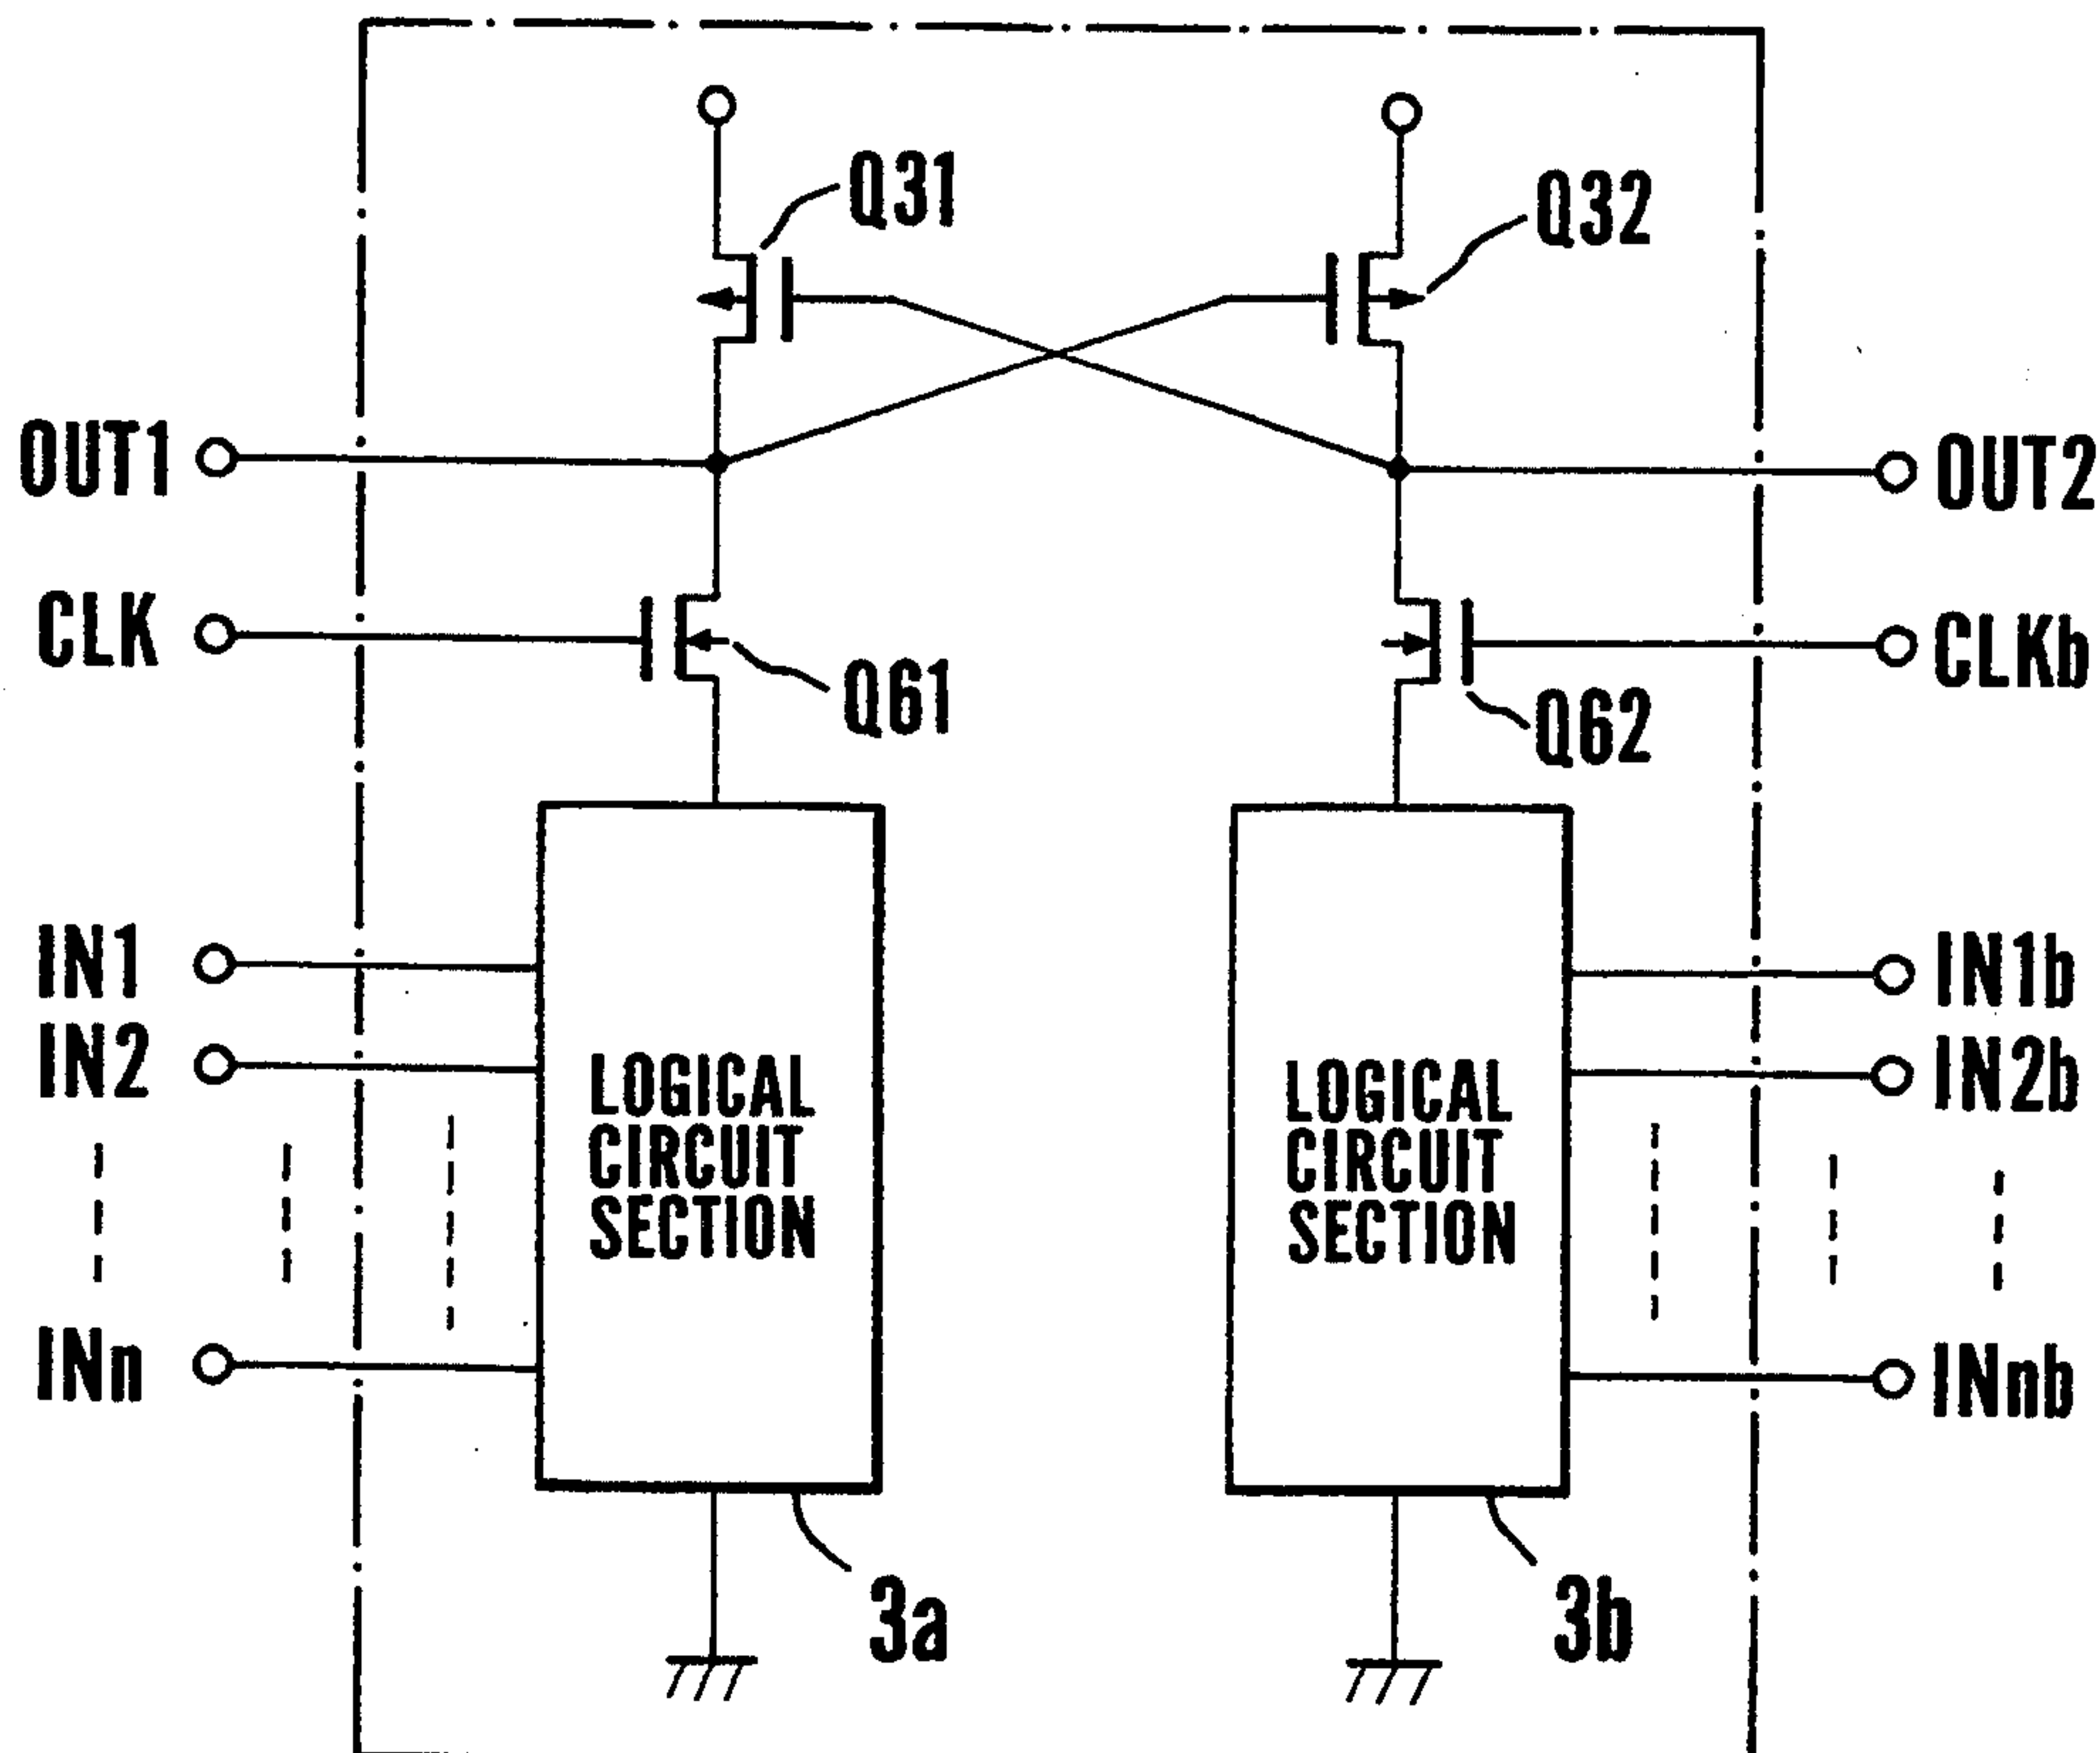 Q31
Q32
OUT1
OUT2
CLK
CLKb
Q61
Q62
IN1
IN1b
IN2
IN2b
LOGICAL
CIRCUIT
SECTION
LOGICAL
CIRCUIT
SECTION
INn
INnb
3a
3b